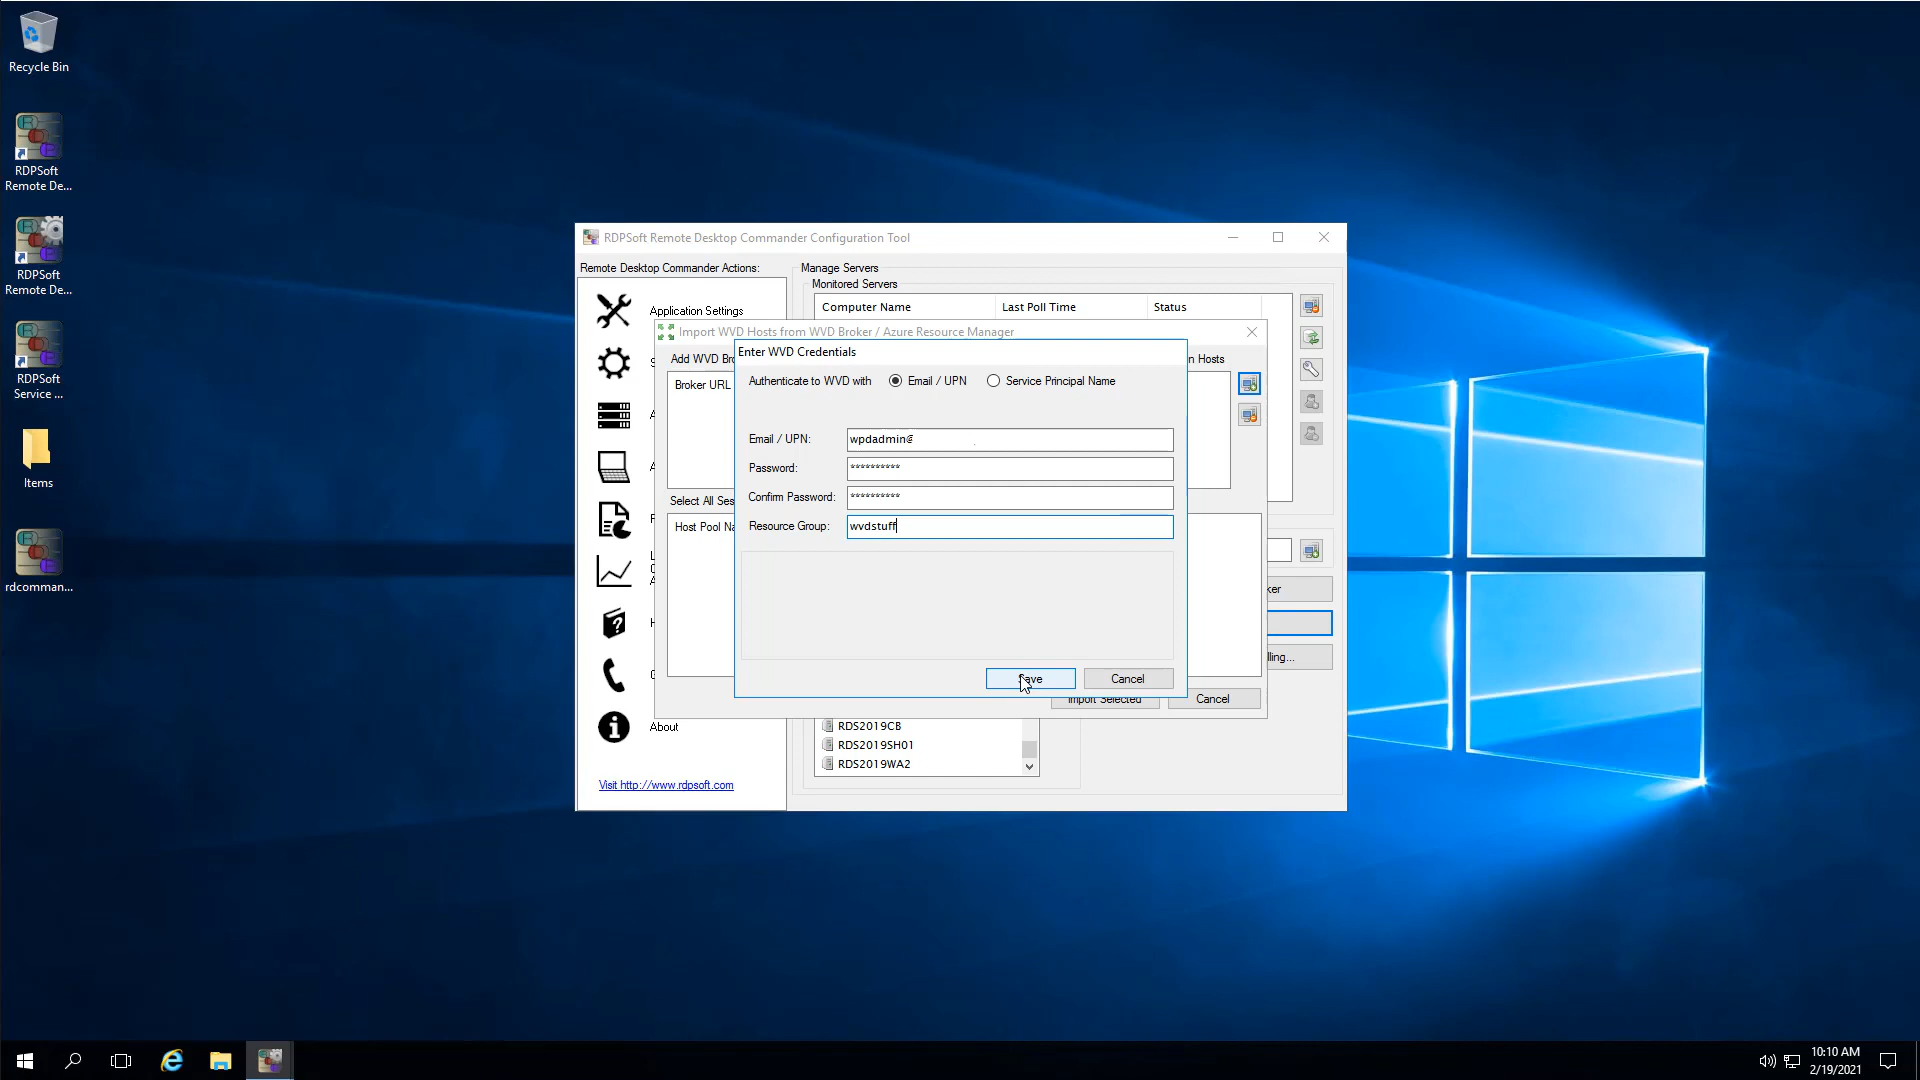 Recycle Bin
RDPSoft
Remote De...
RDPSoft
Remote De...
RDPSoft
Service ...
Items
rdcomman...
RDPSoft Remote Desktop Commander Configuration Tool
Remote Desktop Commander Actions:
Application Settings
About
Visit http://www.rdpsoft.com
Manage Servers
Monitored Servers
Computer Name Last Poll Time Status
Import WVD Hosts from WVD Broker / Azure Resource Manager
Add WVD Bro
n Hosts
Broker URL
Select All Ses
Host Pool Na
Enter WVD Credentials
Authenticate to WVD with Email / UPN Service Principal Name
Email / UPN: wpdadmin@
Password: **********
Confirm Password: **********
Resource Group: wvdstuff
Cancel
Import Selected Cancel
ker
lling...
RDS2019CB
RDS2019SH01
RDS2019WA2
10:10 AM
2/19/2021